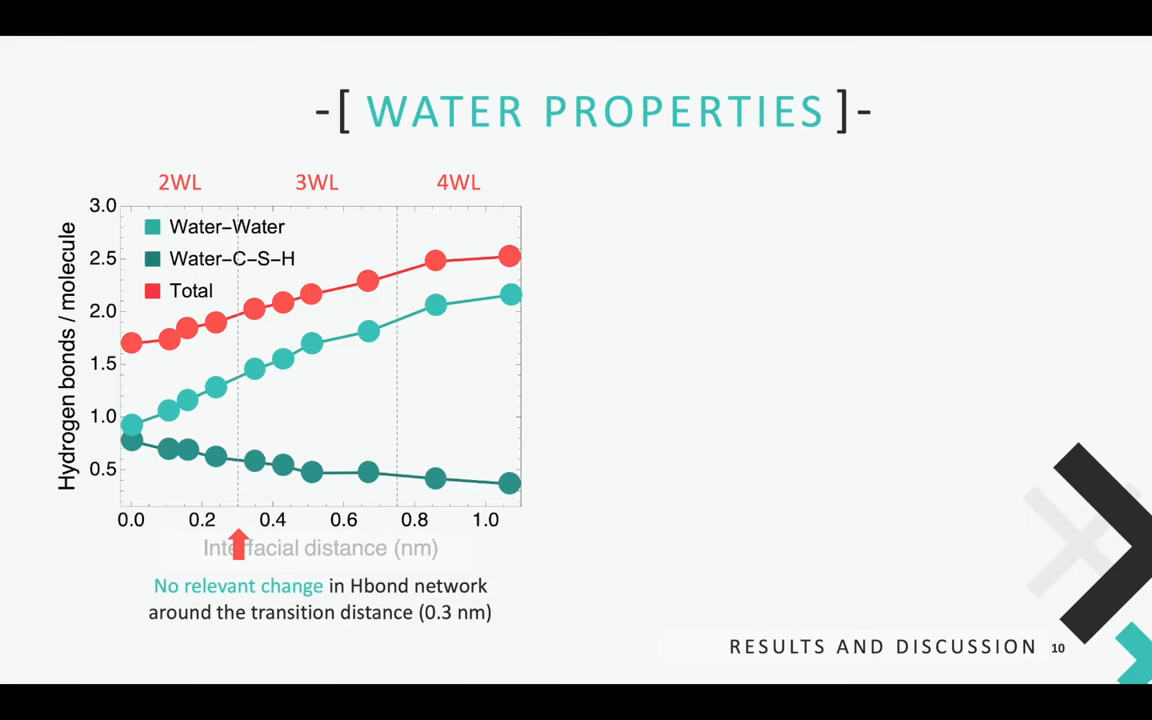 -[ WATER PROPERTIES ]-
2WL 3WL 4WL
Hydrogen bonds / molecule
3.0
2.5
2.0
1.5
1.0
0.5
Water–Water
Water–C–S–H
Total
0.0 0.2 0.4 0.6 0.8 1.0
Interfacial distance (nm)
No relevant change in Hbond network
around the transition distance (0.3 nm)
RESULTS AND DISCUSSION 10